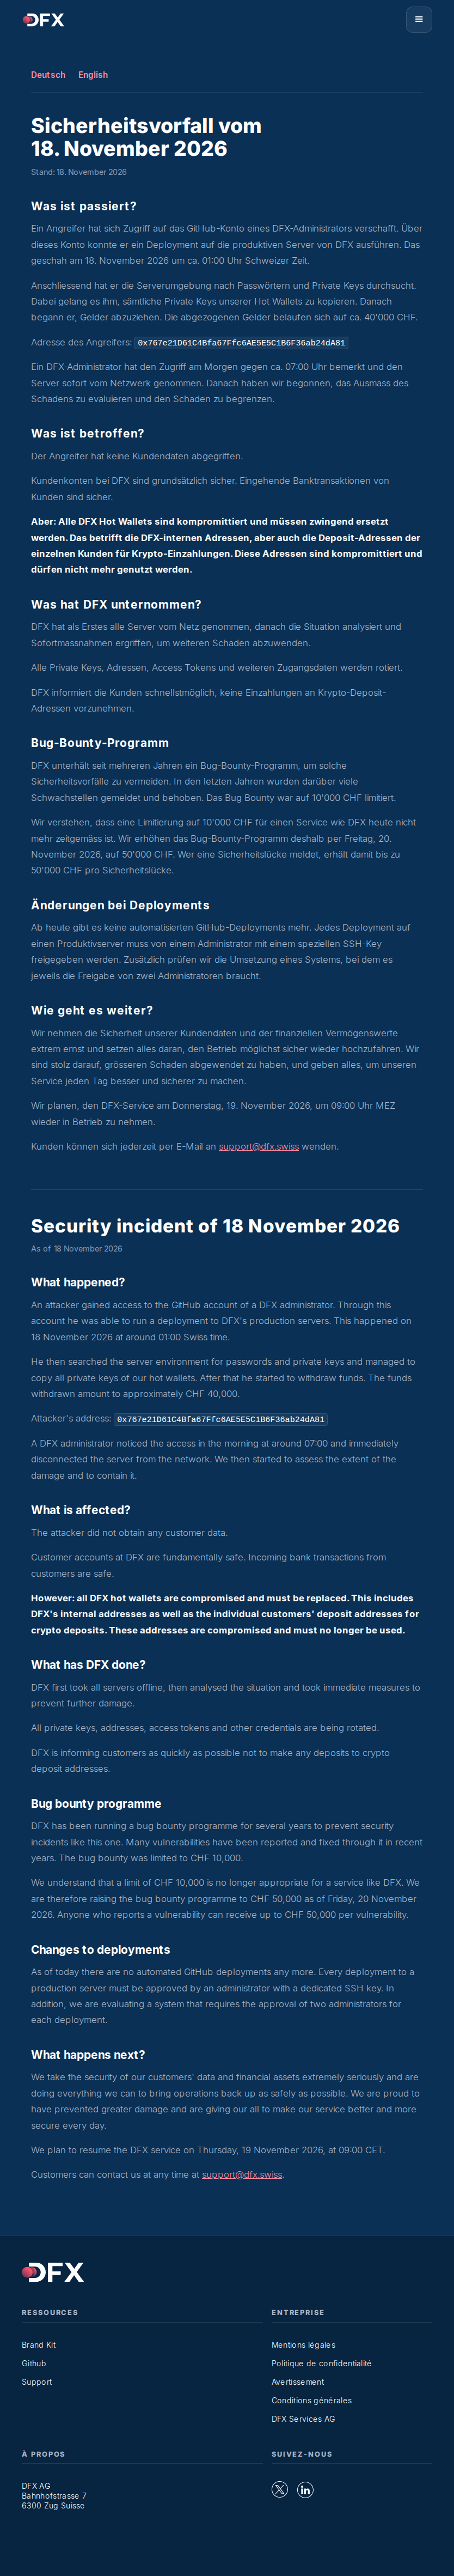 DFX
Deutsch English
Sicherheitsvorfall vom
18. November 2026
Stand: 18. November 2026
Was ist passiert?
Ein Angreifer hat sich Zugriff auf das GitHub-Konto eines DFX-Administrators verschafft. Über
dieses Konto konnte er ein Deployment auf die produktiven Server von DFX ausführen. Das
geschah am 18. November 2026 um ca. 01:00 Uhr Schweizer Zeit.
Anschliessend hat er die Serverumgebung nach Passwörtern und Private Keys durchsucht.
Dabei gelang es ihm, sämtliche Private Keys unserer Hot Wallets zu kopieren. Danach
begann er, Gelder abzuziehen. Die abgezogenen Gelder belaufen sich auf ca. 40'000 CHF.
Adresse des Angreifers: 0x767e21D61C4Bfa67Ffc6AE5E5C1B6F36ab24dA81
Ein DFX-Administrator hat den Zugriff am Morgen gegen ca. 07:00 Uhr bemerkt und den
Server sofort vom Netzwerk genommen. Danach haben wir begonnen, das Ausmass des
Schadens zu evaluieren und den Schaden zu begrenzen.
Was ist betroffen?
Der Angreifer hat keine Kundendaten abgegriffen.
Kundenkonten bei DFX sind grundsätzlich sicher. Eingehende Banktransaktionen von
Kunden sind sicher.
Aber: Alle DFX Hot Wallets sind kompromittiert und müssen zwingend ersetzt
werden. Das betrifft die DFX-internen Adressen, aber auch die Deposit-Adressen der
einzelnen Kunden für Krypto-Einzahlungen. Diese Adressen sind kompromittiert und
dürfen nicht mehr genutzt werden.
Was hat DFX unternommen?
DFX hat als Erstes alle Server vom Netz genommen, danach die Situation analysiert und
Sofortmassnahmen ergriffen, um weiteren Schaden abzuwenden.
Alle Private Keys, Adressen, Access Tokens und weiteren Zugangsdaten werden rotiert.
DFX informiert die Kunden schnellstmöglich, keine Einzahlungen an Krypto-Deposit-
Adressen vorzunehmen.
Bug-Bounty-Programm
DFX unterhält seit mehreren Jahren ein Bug-Bounty-Programm, um solche
Sicherheitsvorfälle zu vermeiden. In den letzten Jahren wurden darüber viele
Schwachstellen gemeldet und behoben. Das Bug Bounty war auf 10'000 CHF limitiert.
Wir verstehen, dass eine Limitierung auf 10'000 CHF für einen Service wie DFX heute nicht
mehr zeitgemäss ist. Wir erhöhen das Bug-Bounty-Programm deshalb per Freitag, 20.
November 2026, auf 50'000 CHF. Wer eine Sicherheitslücke meldet, erhält damit bis zu
50'000 CHF pro Sicherheitslücke.
Änderungen bei Deployments
Ab heute gibt es keine automatisierten GitHub-Deployments mehr. Jedes Deployment auf
einen Produktivserver muss von einem Administrator mit einem speziellen SSH-Key
freigegeben werden. Zusätzlich prüfen wir die Umsetzung eines Systems, bei dem es
jeweils die Freigabe von zwei Administratoren braucht.
Wie geht es weiter?
Wir nehmen die Sicherheit unserer Kundendaten und der finanziellen Vermögenswerte
extrem ernst und setzen alles daran, den Betrieb möglichst sicher wieder hochzufahren. Wir
sind stolz darauf, grösseren Schaden abgewendet zu haben, und geben alles, um unseren
Service jeden Tag besser und sicherer zu machen.
Wir planen, den DFX-Service am Donnerstag, 19. November 2026, um 09:00 Uhr MEZ
wieder in Betrieb zu nehmen.
Kunden können sich jederzeit per E-Mail an support@dfx.swiss wenden.
Security incident of 18 November 2026
As of 18 November 2026
What happened?
An attacker gained access to the GitHub account of a DFX administrator. Through this
account he was able to run a deployment to DFX's production servers. This happened on
18 November 2026 at around 01:00 Swiss time.
He then searched the server environment for passwords and private keys and managed to
copy all private keys of our hot wallets. After that he started to withdraw funds. The funds
withdrawn amount to approximately CHF 40,000.
Attacker's address: 0x767e21D61C4Bfa67Ffc6AE5E5C1B6F36ab24dA81
A DFX administrator noticed the access in the morning at around 07:00 and immediately
disconnected the server from the network. We then started to assess the extent of the
damage and to contain it.
What is affected?
The attacker did not obtain any customer data.
Customer accounts at DFX are fundamentally safe. Incoming bank transactions from
customers are safe.
However: all DFX hot wallets are compromised and must be replaced. This includes
DFX's internal addresses as well as the individual customers' deposit addresses for
crypto deposits. These addresses are compromised and must no longer be used.
What has DFX done?
DFX first took all servers offline, then analysed the situation and took immediate measures to
prevent further damage.
All private keys, addresses, access tokens and other credentials are being rotated.
DFX is informing customers as quickly as possible not to make any deposits to crypto
deposit addresses.
Bug bounty programme
DFX has been running a bug bounty programme for several years to prevent security
incidents like this one. Many vulnerabilities have been reported and fixed through it in recent
years. The bug bounty was limited to CHF 10,000.
We understand that a limit of CHF 10,000 is no longer appropriate for a service like DFX. We
are therefore raising the bug bounty programme to CHF 50,000 as of Friday, 20 November
2026. Anyone who reports a vulnerability can receive up to CHF 50,000 per vulnerability.
Changes to deployments
As of today there are no automated GitHub deployments any more. Every deployment to a
production server must be approved by an administrator with a dedicated SSH key. In
addition, we are evaluating a system that requires the approval of two administrators for
each deployment.
What happens next?
We take the security of our customers' data and financial assets extremely seriously and are
doing everything we can to bring operations back up as safely as possible. We are proud to
have prevented greater damage and are giving our all to make our service better and more
secure every day.
We plan to resume the DFX service on Thursday, 19 November 2026, at 09:00 CET.
Customers can contact us at any time at support@dfx.swiss.
DFX
RESSOURCES
Brand Kit
Github
Support
ENTREPRISE
Mentions légales
Politique de confidentialité
Avertissement
Conditions générales
DFX Services AG
À PROPOS
DFX AG
Bahnhofstrasse 7
6300 Zug Suisse
SUIVEZ-NOUS